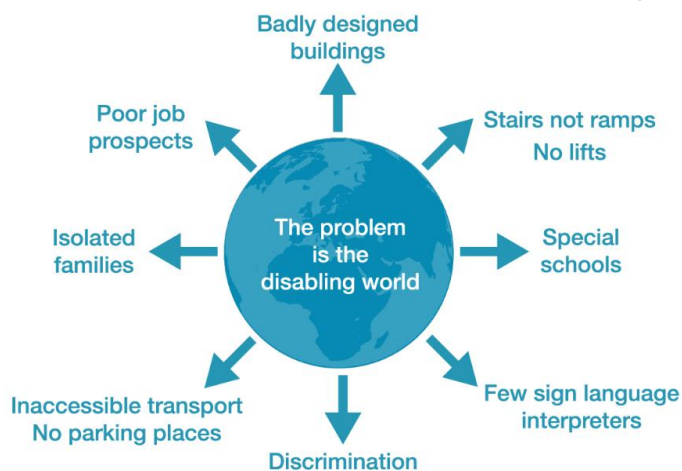 Badly designed
buildings
Poor job
prospects
Stairs not ramps
No lifts
Isolated
families
The problem
is the
disabling world
Special
schools
Inaccessible transport
No parking places
Few sign language
interpreters
Discrimination